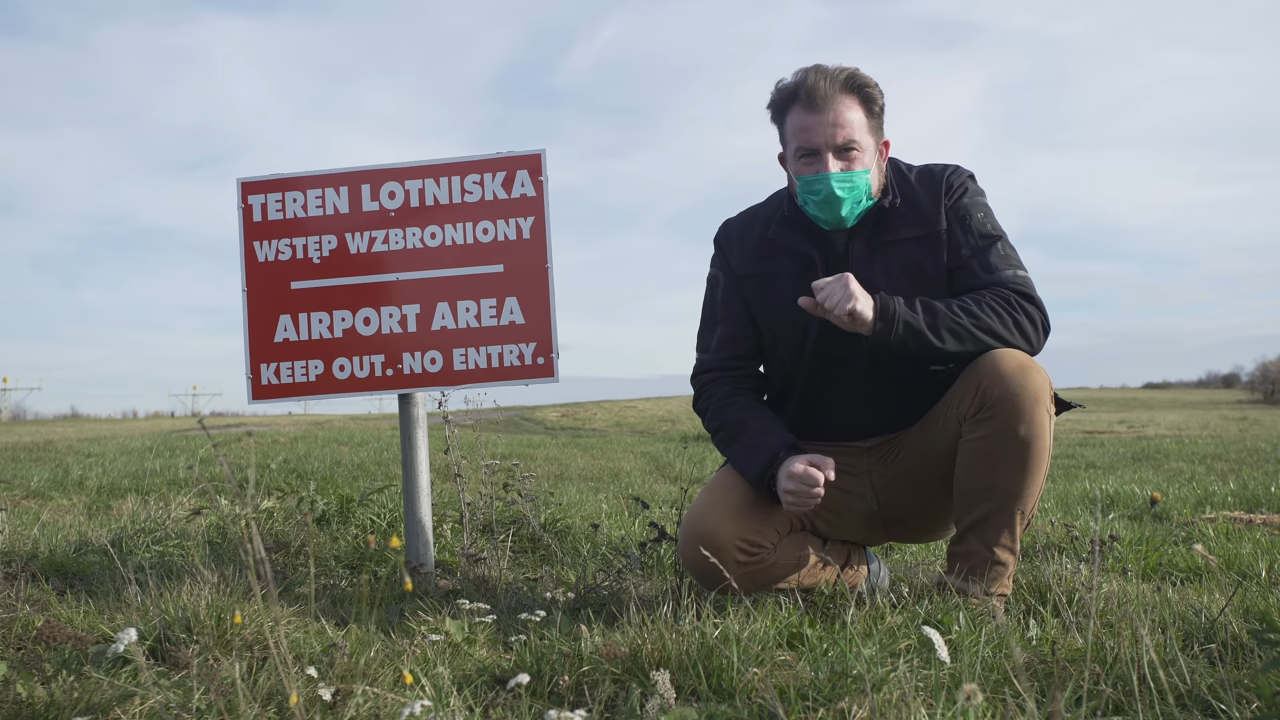 TEREN LOTNISKA
WSTĘP WZBRONIONY
AIRPORT AREA
KEEP OUT. NO ENTRY.